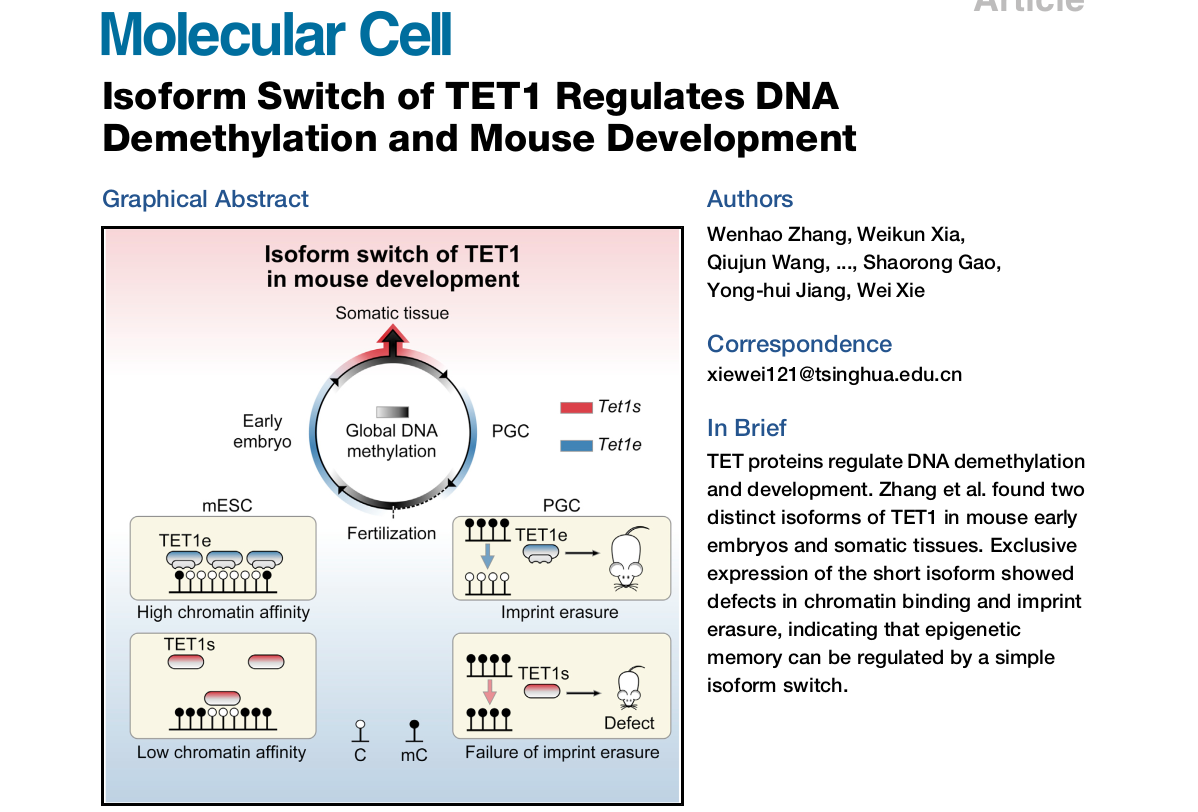 Article
Molecular Cell
Isoform Switch of TET1 Regulates DNA
Demethylation and Mouse Development
Graphical Abstract
Isoform switch of TET1
in mouse development
Somatic tissue
Early
embryo
Global DNA
methylation
PGC
Tet1s
Tet1e
Fertilization
mESC
TET1e
High chromatin affinity
PGC
TET1e
Imprint erasure
TET1s
Low chromatin affinity
C
mC
TET1s
Defect
Failure of imprint erasure
Authors
Wenhao Zhang, Weikun Xia,
Qiujun Wang, ..., Shaorong Gao,
Yong-hui Jiang, Wei Xie
Correspondence
xiewei121@tsinghua.edu.cn
In Brief
TET proteins regulate DNA demethylation
and development. Zhang et al. found two
distinct isoforms of TET1 in mouse early
embryos and somatic tissues. Exclusive
expression of the short isoform showed
defects in chromatin binding and imprint
erasure, indicating that epigenetic
memory can be regulated by a simple
isoform switch.